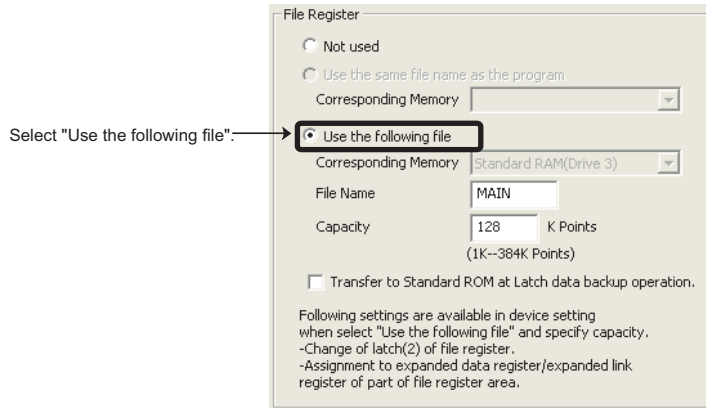 File Register
Not used
Use the same file name as the program
Corresponding Memory
Select "Use the following file".
Use the following file
Corresponding Memory Standard RAM(Drive 3)
File Name MAIN
Capacity 128 K Points
(1K--384K Points)
Transfer to Standard ROM at Latch data backup operation.
Following settings are available in device setting
when select "Use the following file" and specify capacity.
-Change of latch(2) of file register.
-Assignment to expanded data register/expanded link
register of part of file register area.